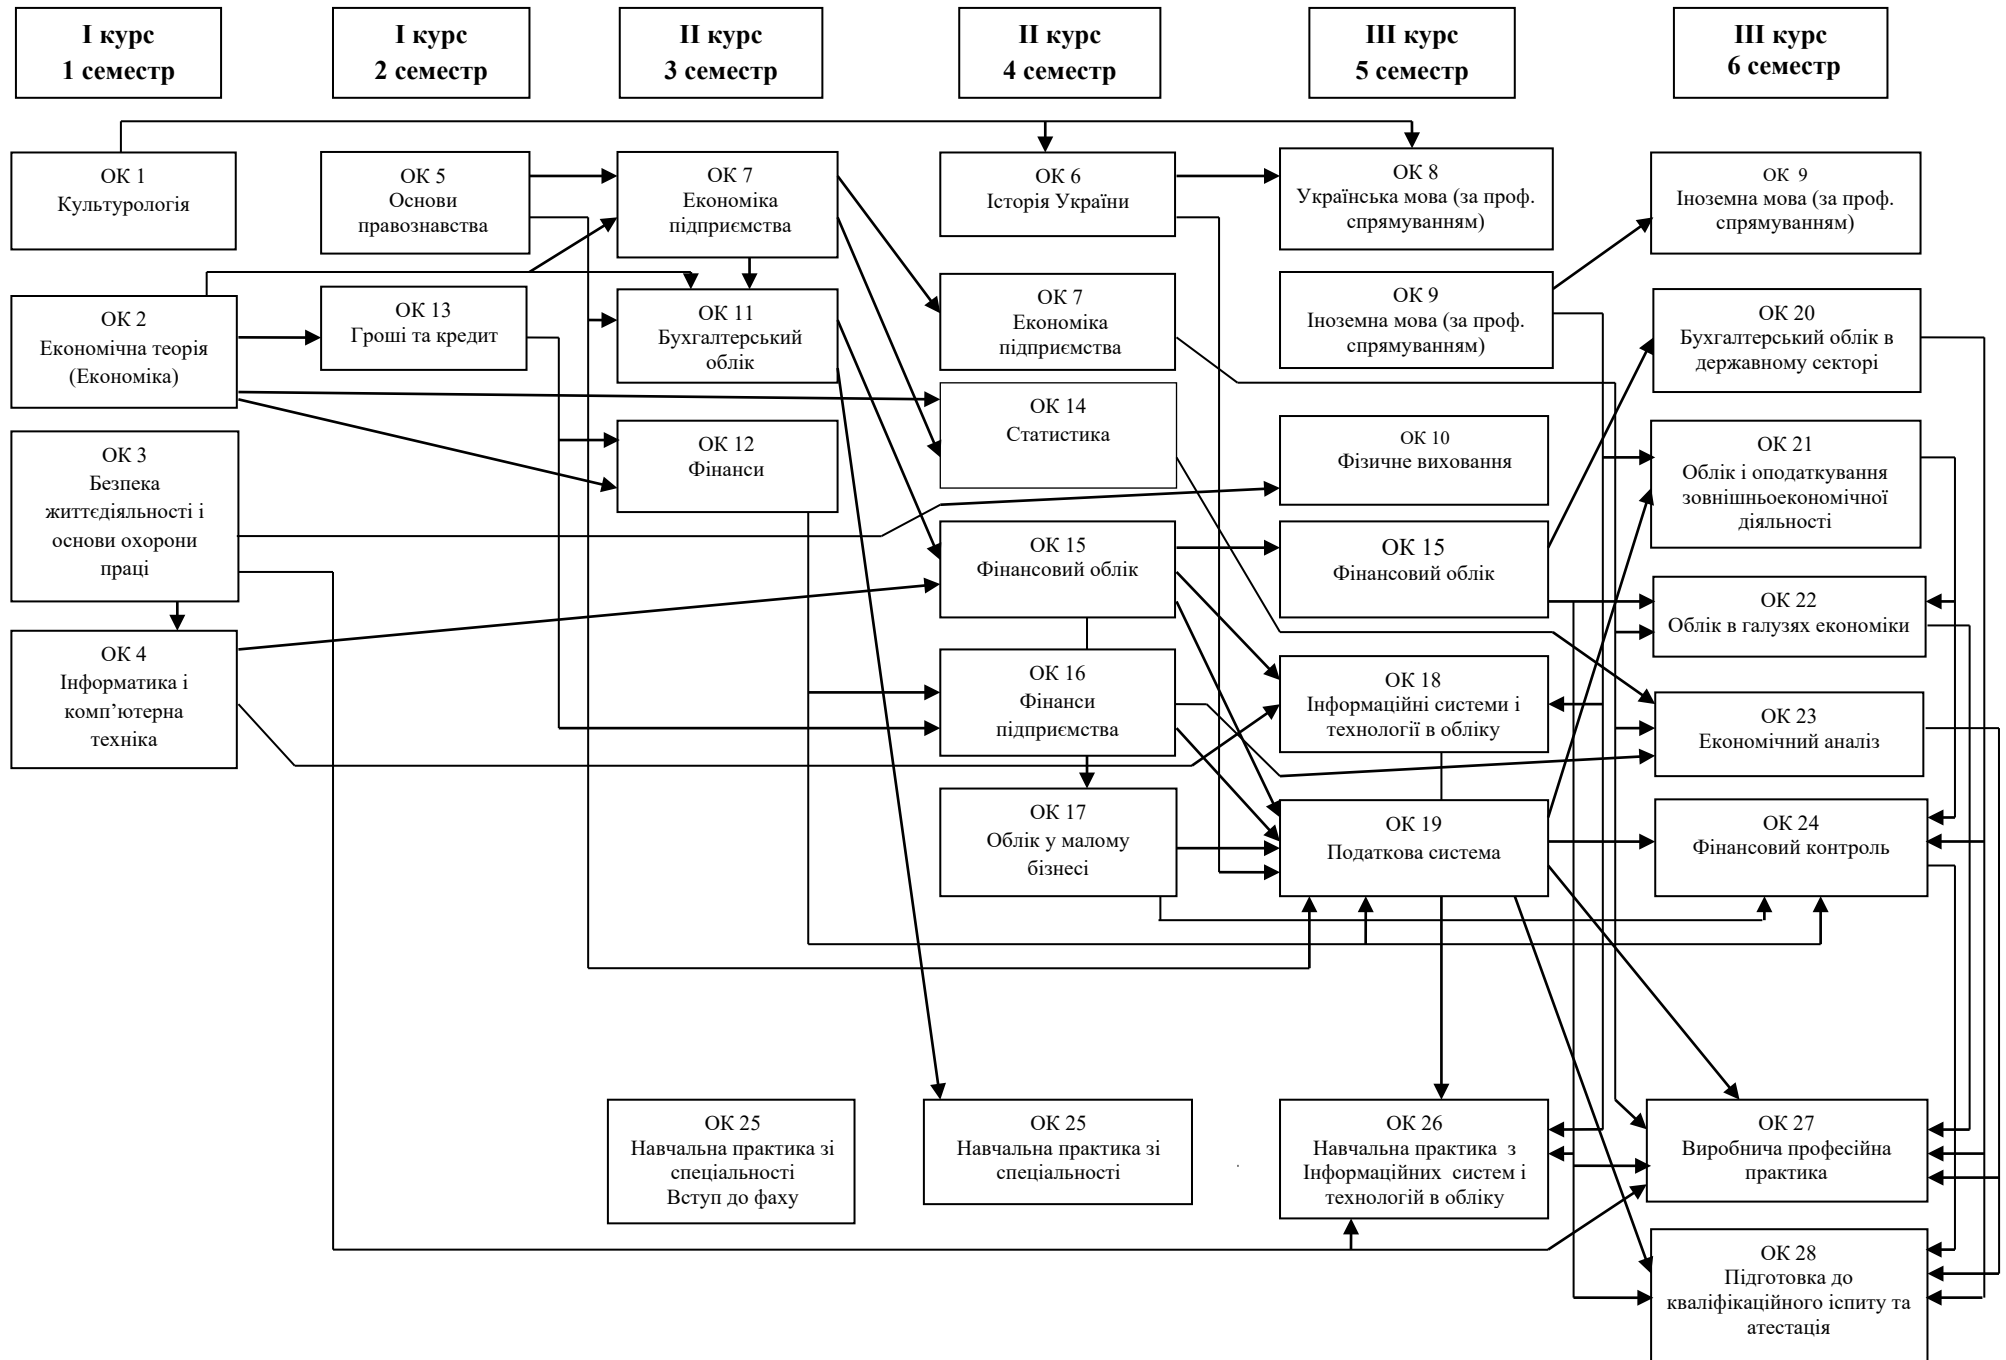 І курс
1 семестр
І курс
2 семестр
ІІ курс
3 семестр
ІІ курс
4 семестр
ІІІ курс
5 семестр
ІІІ курс
6 семестр
ОК 1
Культурологія
ОК 2
Економічна теорія
(Економіка)
ОК 3
Безпека
життєдіяльності і
основи охорони
праці
ОК 4
Інформатика і
комп’ютерна
техніка
ОК 5
Основи
правознавства
ОК 13
Гроші та кредит
ОК 7
Економіка
підприємства
ОК 11
Бухгалтерський
облік
ОК 12
Фінанси
ОК 25
Навчальна практика зі
спеціальності
Вступ до фаху
ОК 6
Історія України
ОК 7
Економіка
підприємства
ОК 14
Статистика
ОК 15
Фінансовий облік
ОК 16
Фінанси
підприємства
ОК 17
Облік у малому
бізнесі
ОК 25
Навчальна практика зі
спеціальності
ОК 8
Українська мова (за проф.
спрямуванням)
ОК 9
Іноземна мова (за проф.
спрямуванням)
ОК 10
Фізичне виховання
ОК 15
Фінансовий облік
ОК 18
Інформаційні системи і
технології в обліку
ОК 19
Податкова система
ОК 26
Навчальна практика з
Інформаційних систем і
технологій в обліку
ОК 9
Іноземна мова (за проф.
спрямуванням)
ОК 20
Бухгалтерський облік в
державному секторі
ОК 21
Облік і оподаткування
зовнішньоекономічної
діяльності
ОК 22
Облік в галузях економіки
ОК 23
Економічний аналіз
ОК 24
Фінансовий контроль
ОК 27
Виробнича професійна
практика
ОК 28
Підготовка до
кваліфікаційного іспиту та
атестація